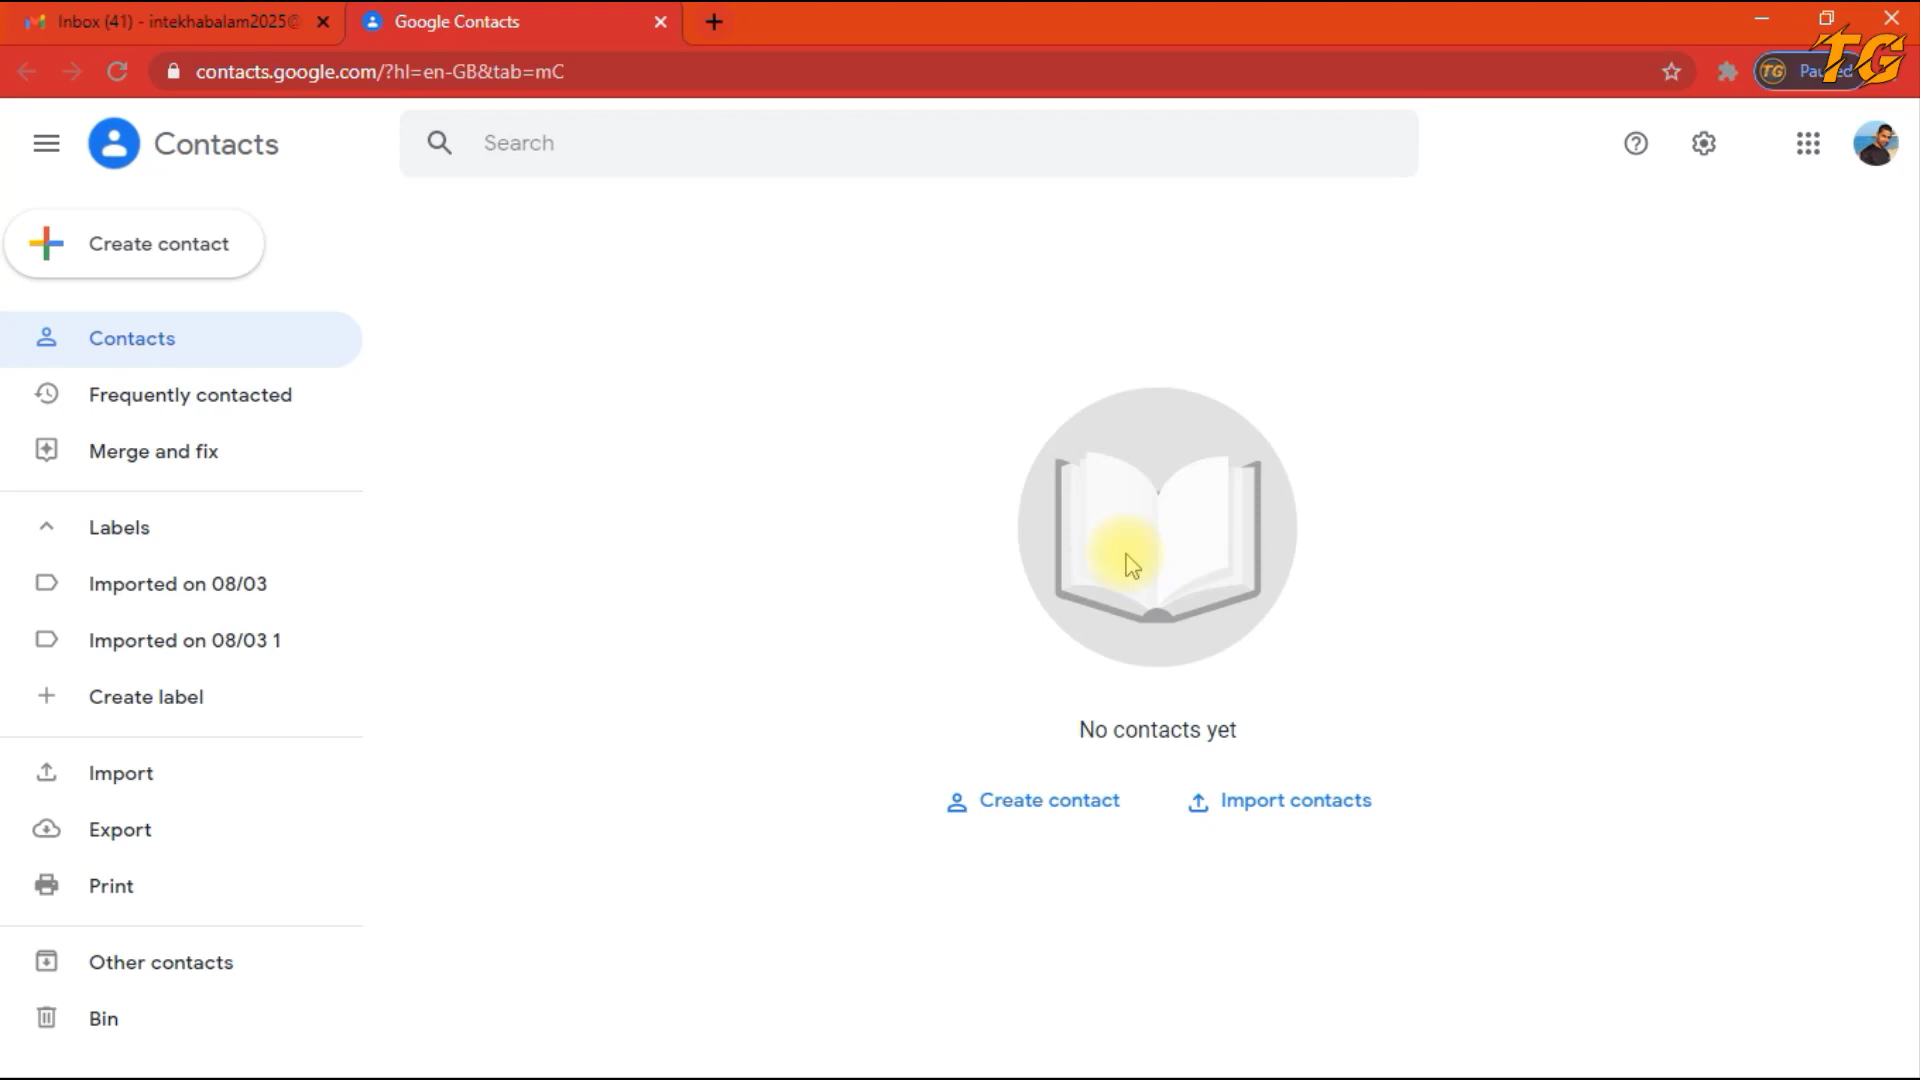 Inbox (41) - intekhabalam2025@
Google Contacts
TG
contacts.google.com/?hl=en-GB&tab=mC
TG
Paused
Contacts
Search
Create contact
Contacts
Frequently contacted
Merge and fix
Labels
Imported on 08/03
Imported on 08/03 1
Create label
Import
Export
Print
Other contacts
Bin
No contacts yet
Create contact
Import contacts